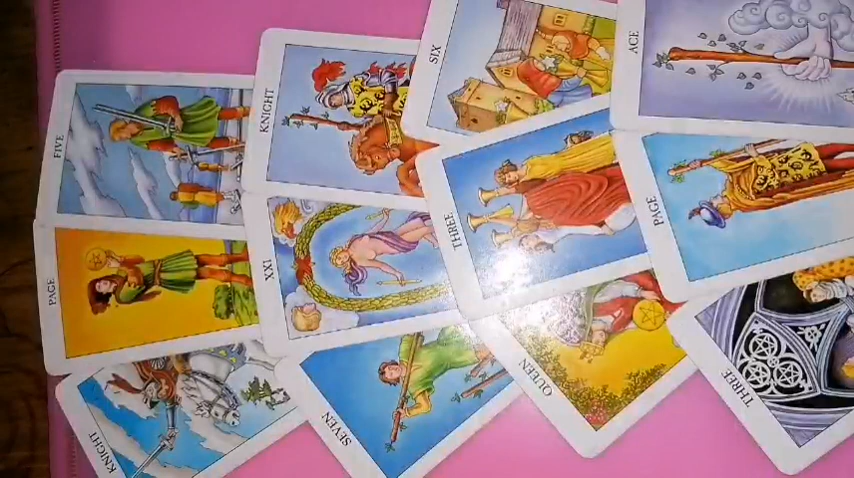 FIVE
KNIGHT
SIX
ACE
PAGE
XXI
THREE
PAGE
KNIGHT
SEVEN
QUEEN
THREE